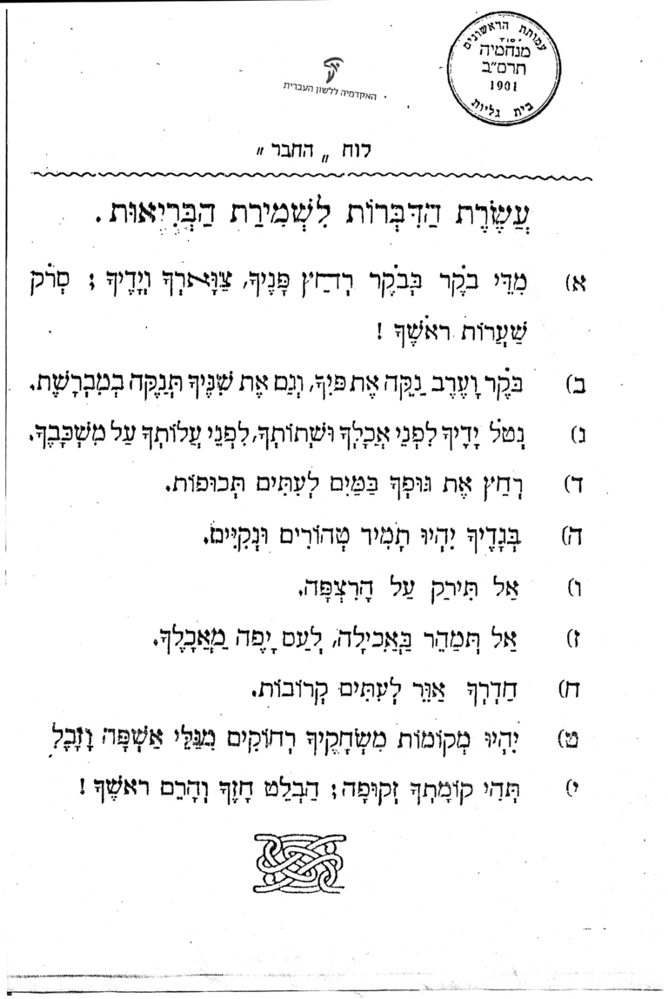 עמותת הראשונים
יסוד
מנחמיה
תרס״ב
1901
בית גליות
האקדמיה ללשון העברית
לוח „ החבר "
עֲשֶׂרֶת הַדִּבְּרוֹת לִשְׁמִירַת הַבְּרִיאוּת.
א) מִדֵּי בֹקֶר בְּבֹקֶר רְחַץ פָּנֶיךָ, צַוָּארְךָ וְיָדֶיךָ; סְרֹק
שַׂעֲרוֹת רֹאשֶׁךָ!
ב) בֹּקֶר וָעֶרֶב נַקֵּה אֶת פִּיךָ, וְגַם אֶת שִׁנֶּיךָ תְּנַקֶּה בְּמִבְרֶשֶׁת.
ג) נְטֹל יָדֶיךָ לִפְנֵי אָכְלְךָ וּשְׁתוֹתְךָ, לִפְנֵי עֲלוֹתְךָ עַל מִשְׁכָּבֶךָ.
ד) רְחַץ אֶת גּוּפְךָ בַּמַּיִם לְעִתִּים תְּכוּפוֹת.
ה) בְּגָדֶיךָ יִהְיוּ תָמִיד טְהוֹרִים וּנְקִיִּים.
ו) אַל תִּירַק עַל הָרִצְפָּה.
ז) אַל תְּמַהֵר בַּאֲכִילָה, לְעַס יָפֶה מַאֲכָלֶךָ.
ח) חַדְרְךָ אַוֵּר לְעִתִּים קְרוֹבוֹת.
ט) יִהְיוּ מְקוֹמוֹת מִשְׂחָקֶיךָ רְחוֹקִים מִגַּלֵּי אַשְׁפָּה וָזֶבֶל
י) תְּהִי קוֹמָתְךָ זְקוּפָה; הַבְלֵט חָזְךָ וְהָרֵם רֹאשֶׁךָ!